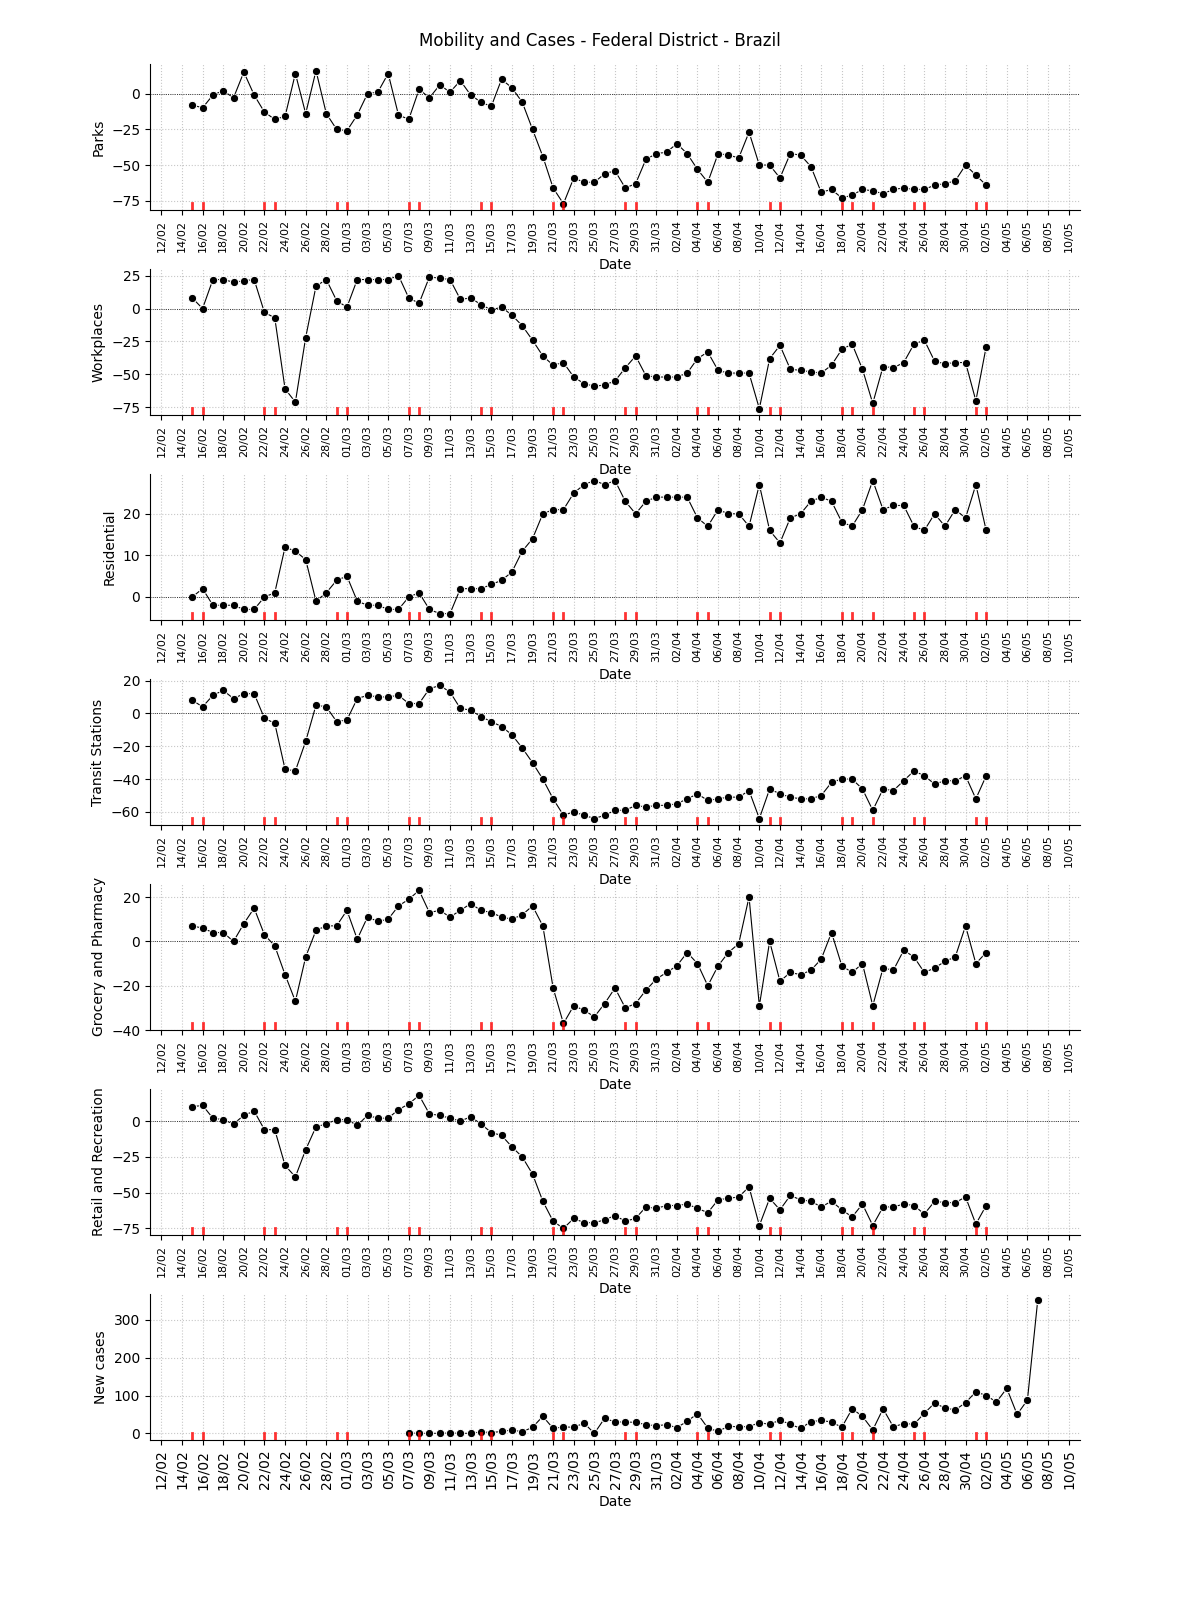 Mobility and Cases - Federal District - Brazil
0
−25
−50
−75
Parks
12/02 14/02 16/02 18/02 20/02 22/02 24/02 26/02 28/02 01/03 03/03 05/03 07/03 09/03 11/03 13/03 15/03 17/03 19/03 21/03 23/03 25/03 27/03 29/03 31/03 02/04 04/04 06/04 08/04 10/04 12/04 14/04 16/04 18/04 20/04 22/04 24/04 26/04 28/04 30/04 02/05 04/05 06/05 08/05 10/05
Date
25
0
−25
−50
−75
Workplaces
12/02 14/02 16/02 18/02 20/02 22/02 24/02 26/02 28/02 01/03 03/03 05/03 07/03 09/03 11/03 13/03 15/03 17/03 19/03 21/03 23/03 25/03 27/03 29/03 31/03 02/04 04/04 06/04 08/04 10/04 12/04 14/04 16/04 18/04 20/04 22/04 24/04 26/04 28/04 30/04 02/05 04/05 06/05 08/05 10/05
Date
20
10
0
Residential
12/02 14/02 16/02 18/02 20/02 22/02 24/02 26/02 28/02 01/03 03/03 05/03 07/03 09/03 11/03 13/03 15/03 17/03 19/03 21/03 23/03 25/03 27/03 29/03 31/03 02/04 04/04 06/04 08/04 10/04 12/04 14/04 16/04 18/04 20/04 22/04 24/04 26/04 28/04 30/04 02/05 04/05 06/05 08/05 10/05
Date
20
0
−20
−40
−60
Transit Stations
12/02 14/02 16/02 18/02 20/02 22/02 24/02 26/02 28/02 01/03 03/03 05/03 07/03 09/03 11/03 13/03 15/03 17/03 19/03 21/03 23/03 25/03 27/03 29/03 31/03 02/04 04/04 06/04 08/04 10/04 12/04 14/04 16/04 18/04 20/04 22/04 24/04 26/04 28/04 30/04 02/05 04/05 06/05 08/05 10/05
Date
20
0
−20
−40
Grocery and Pharmacy
12/02 14/02 16/02 18/02 20/02 22/02 24/02 26/02 28/02 01/03 03/03 05/03 07/03 09/03 11/03 13/03 15/03 17/03 19/03 21/03 23/03 25/03 27/03 29/03 31/03 02/04 04/04 06/04 08/04 10/04 12/04 14/04 16/04 18/04 20/04 22/04 24/04 26/04 28/04 30/04 02/05 04/05 06/05 08/05 10/05
Date
0
−25
−50
−75
Retail and Recreation
12/02 14/02 16/02 18/02 20/02 22/02 24/02 26/02 28/02 01/03 03/03 05/03 07/03 09/03 11/03 13/03 15/03 17/03 19/03 21/03 23/03 25/03 27/03 29/03 31/03 02/04 04/04 06/04 08/04 10/04 12/04 14/04 16/04 18/04 20/04 22/04 24/04 26/04 28/04 30/04 02/05 04/05 06/05 08/05 10/05
Date
300
200
100
0
New cases
12/02 14/02 16/02 18/02 20/02 22/02 24/02 26/02 28/02 01/03 03/03 05/03 07/03 09/03 11/03 13/03 15/03 17/03 19/03 21/03 23/03 25/03 27/03 29/03 31/03 02/04 04/04 06/04 08/04 10/04 12/04 14/04 16/04 18/04 20/04 22/04 24/04 26/04 28/04 30/04 02/05 04/05 06/05 08/05 10/05
Date